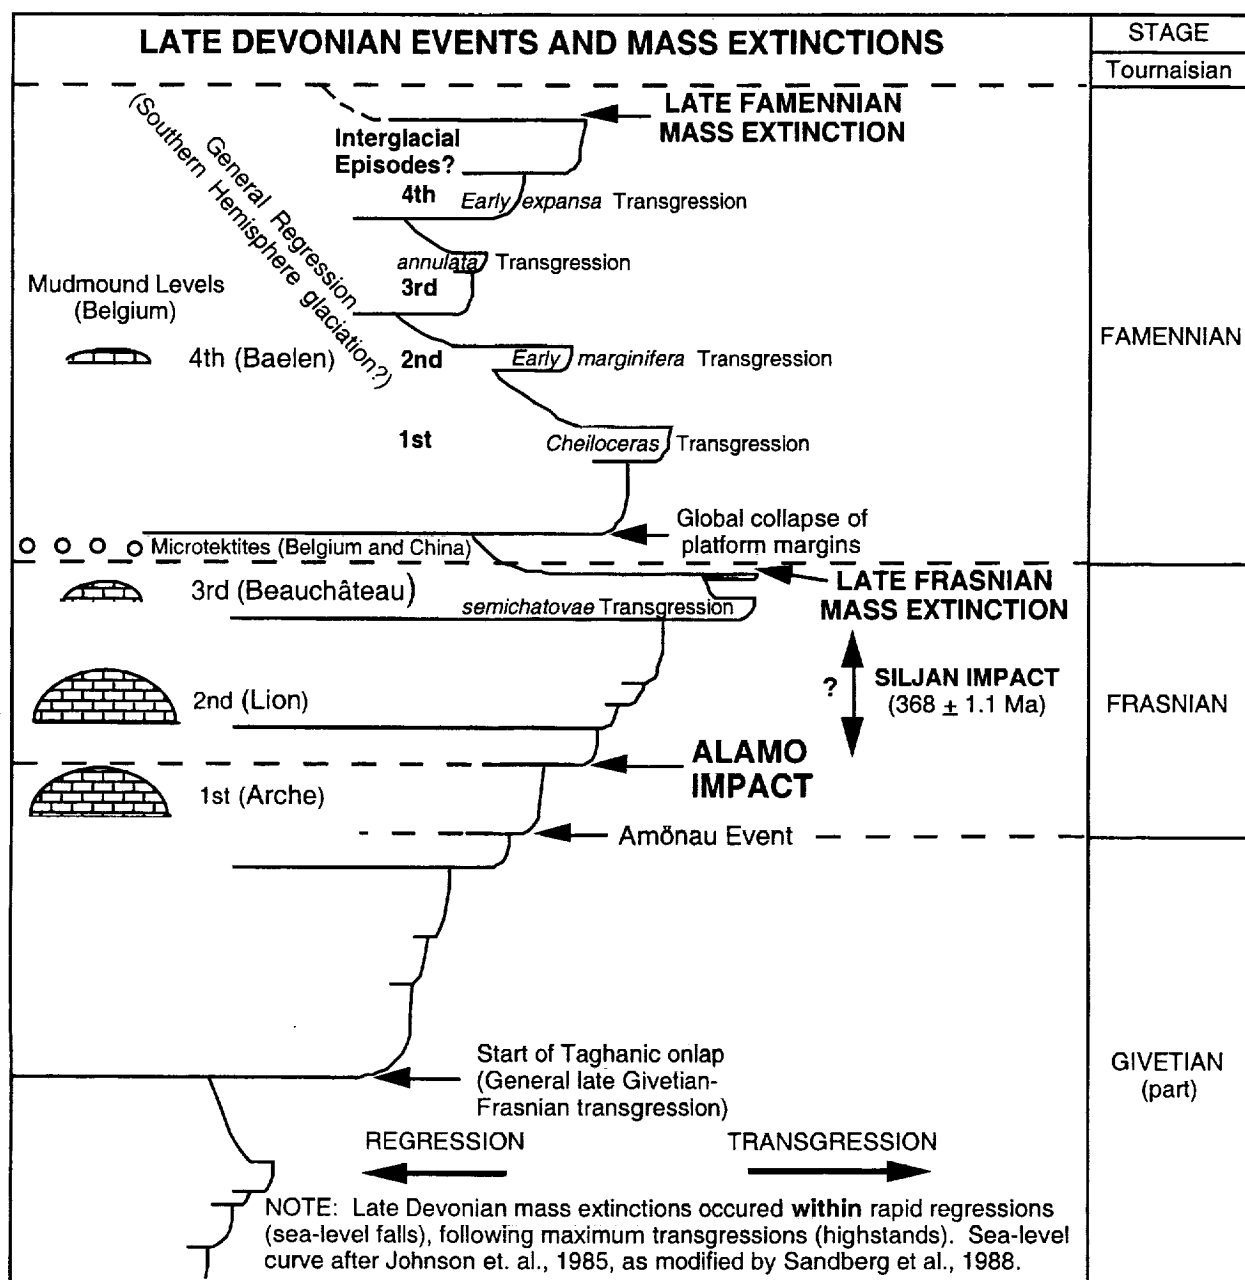 LATE DEVONIAN EVENTS AND MASS EXTINCTIONS
STAGE
Tournaisian
LATE FAMENNIAN
MASS EXTINCTION
(Southern Hemisphere glaciation?)
General Regression
Interglacial
Episodes?
4th
Early expansa Transgression
annulata Transgression
3rd
Mudmound Levels
(Belgium)
4th (Baelen)
2nd
Early marginifera Transgression
FAMENNIAN
1st
Cheiloceras Transgression
Global collapse of
platform margins
Microtektites (Belgium and China)
3rd (Beauchâteau)
semichatovae Transgression
LATE FRASNIAN
MASS EXTINCTION
?
SILJAN IMPACT
(368 ± 1.1 Ma)
2nd (Lion)
FRASNIAN
ALAMO
IMPACT
1st (Arche)
Amönau Event
Start of Taghanic onlap
(General late Givetian-
Frasnian transgression)
GIVETIAN
(part)
REGRESSION
TRANSGRESSION
NOTE: Late Devonian mass extinctions occured within rapid regressions
(sea-level falls), following maximum transgressions (highstands). Sea-level
curve after Johnson et. al., 1985, as modified by Sandberg et al., 1988.